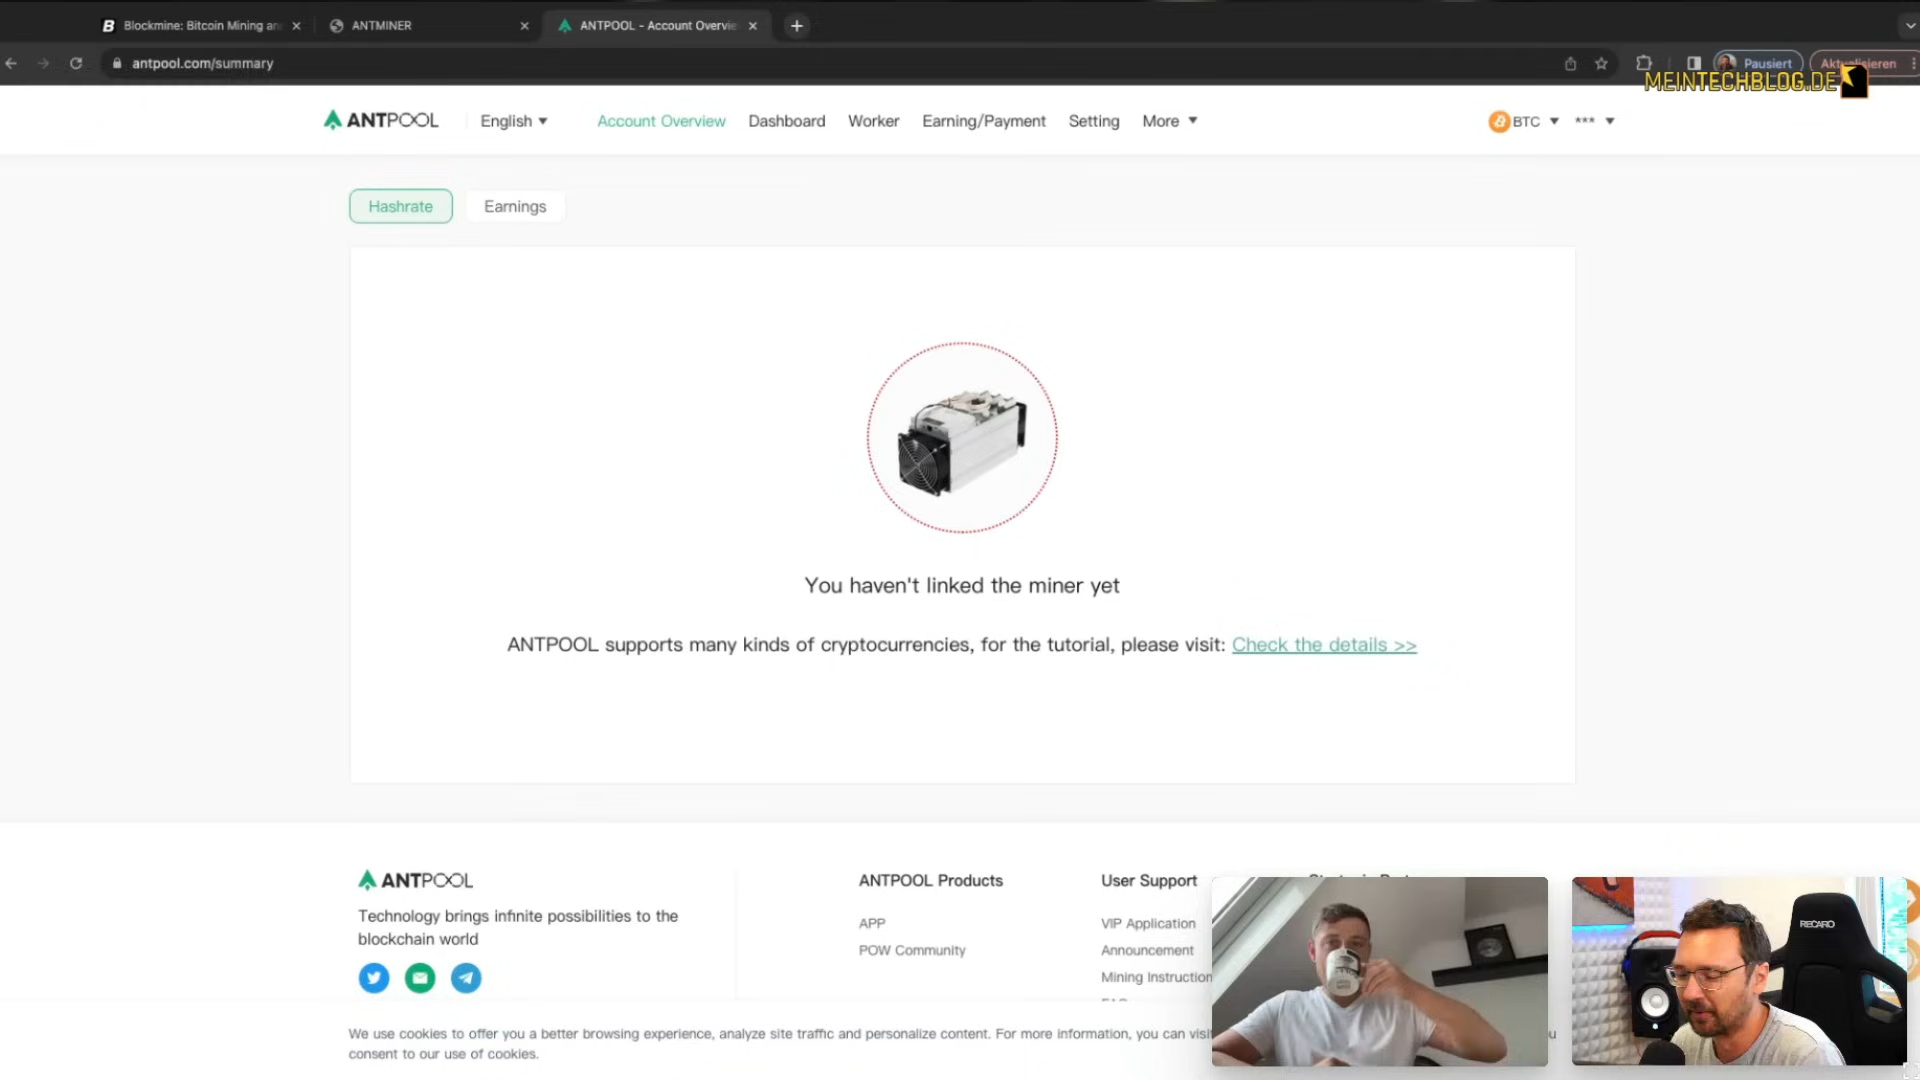 Blockmine: Bitcoin Mining an
ANTMINER
ANTPOOL - Account Overvie
antpool.com/summary
Pausiert
Aktualisieren
MEINTECHBLOG.DE
ANTPOOL
English
Account Overview
Dashboard
Worker
Earning/Payment
Setting
More
BTC
***
Hashrate
Earnings
You haven't linked the miner yet
ANTPOOL supports many kinds of cryptocurrencies, for the tutorial, please visit: Check the details >>
ANTPOOL
Technology brings infinite possibilities to the
blockchain world
ANTPOOL Products
APP
POW Community
User Support
VIP Application
Announcement
Mining Instruction
RECARO
We use cookies to offer you a better browsing experience, analyze site traffic and personalize content. For more information, you can visit
consent to our use of cookies.